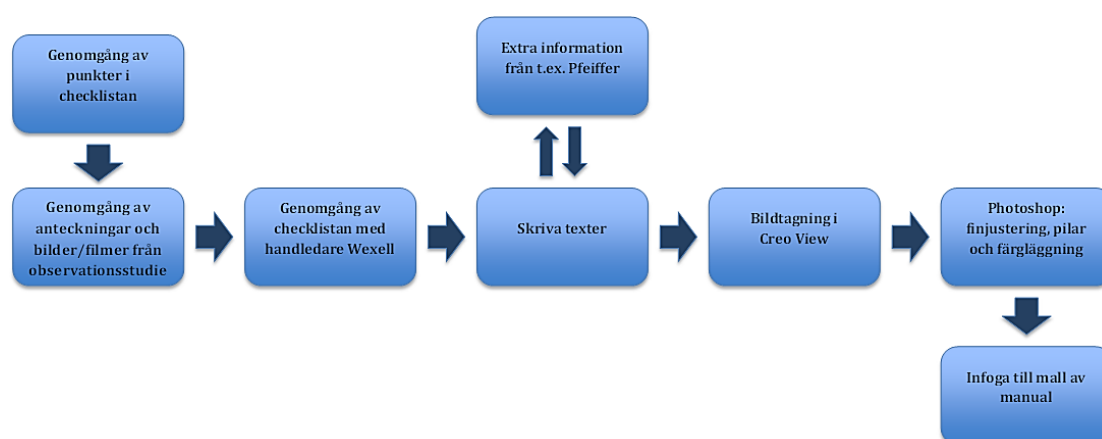 Genomgång av
punkter i
checklistan
Extra information
från t.ex. Pfeiffer
Genomgång av
anteckningar och
bilder/filmer från
observationsstudie
Genomgång av
checklistan med
handledare Wexell
Skriva texter
Bildtagning i
Creo View
Photoshop:
finjustering, pilar
och färgläggning
Infoga till mall av
manual